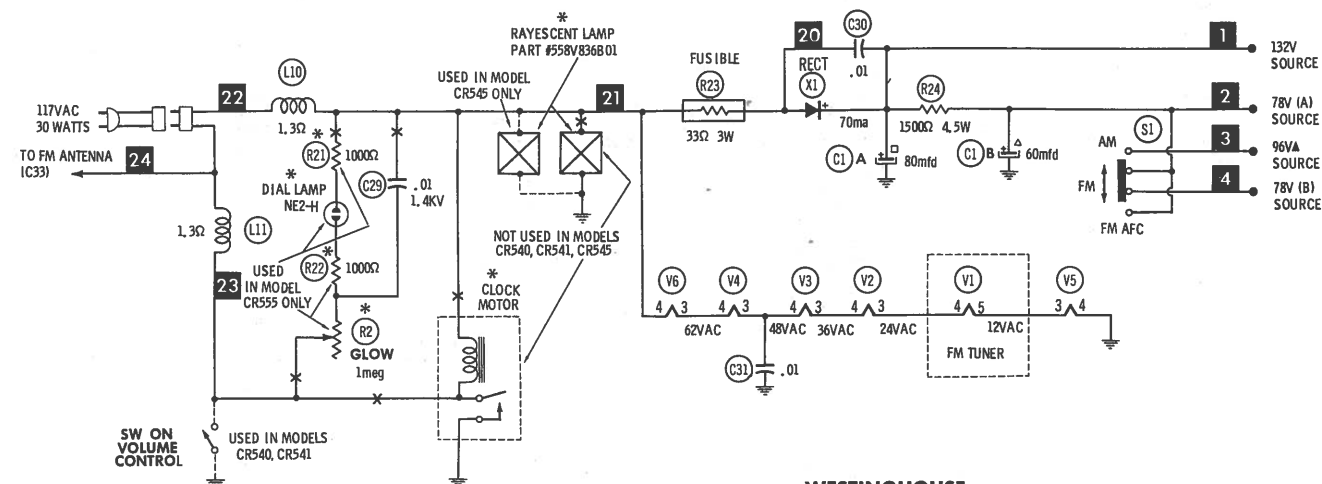 *
RAYESCENT LAMP
PART #558V836B01
USED IN MODEL
CR545 ONLY
FUSIBLE
R23
33Ω 3W
20
RECT
X1
70ma
C30
.01
R24
1500Ω 4.5W
C1 A
80mfd
C1 B
60mfd
1
132V
SOURCE
2
78V (A)
SOURCE
S1
AM
3
96V▲
SOURCE
FM
4
78V (B)
SOURCE
FM AFC
117VAC
30 WATTS
22
L10
1.3Ω
21
TO FM ANTENNA
(C33)
24
*
R21
1000Ω
*
DIAL LAMP
NE2-H
C29
.01
1.4KV
1.3Ω
L11
23
USED
IN MODEL
CR555 ONLY
*
R22
1000Ω
*
R2
GLOW
1meg
NOT USED IN MODELS
CR540, CR541, CR545
*
CLOCK
MOTOR
V6
4 3
62VAC
V4
4 3
48VAC
V3
4 3
36VAC
V2
4 3
24VAC
V1
4 5
12VAC
FM TUNER
V5
3 4
C31
.01
SW ON
VOLUME
CONTROL
USED IN MODELS
CR540, CR541
WESTINGHOUSE